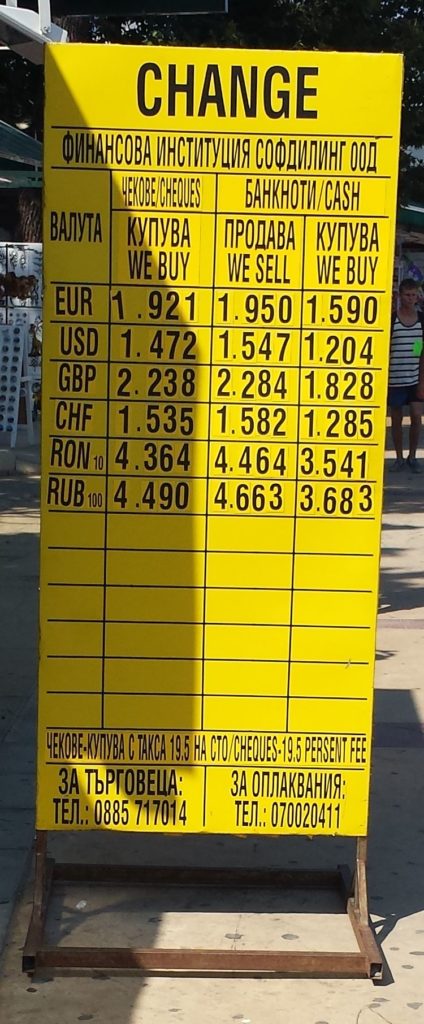 CHANGE
ФИНАНСОВА ИНСТИТУЦИЯ СОФДИЛИНГ ООД
ВАЛУТА ЧЕКОВЕ/CHEQUES БАНКНОТИ/CASH
КУПУВА ПРОДАВА КУПУВА
WE BUY WE SELL WE BUY
EUR 1.921 1.950 1.590
USD 1.472 1.547 1.204
GBP 2.238 2.284 1.828
CHF 1.535 1.582 1.285
RON 10 4.364 4.464 3.541
RUB 100 4.490 4.663 3.683
ЧЕКОВЕ-КУПУВА С ТАКСА 19.5 НА СТО/CHEQUES-19.5 PERSENT FEE
ЗА ТЪРГОВЕЦА: ЗА ОПЛАКВАНИЯ:
ТЕЛ.: 0885 717014 ТЕЛ.: 070020411